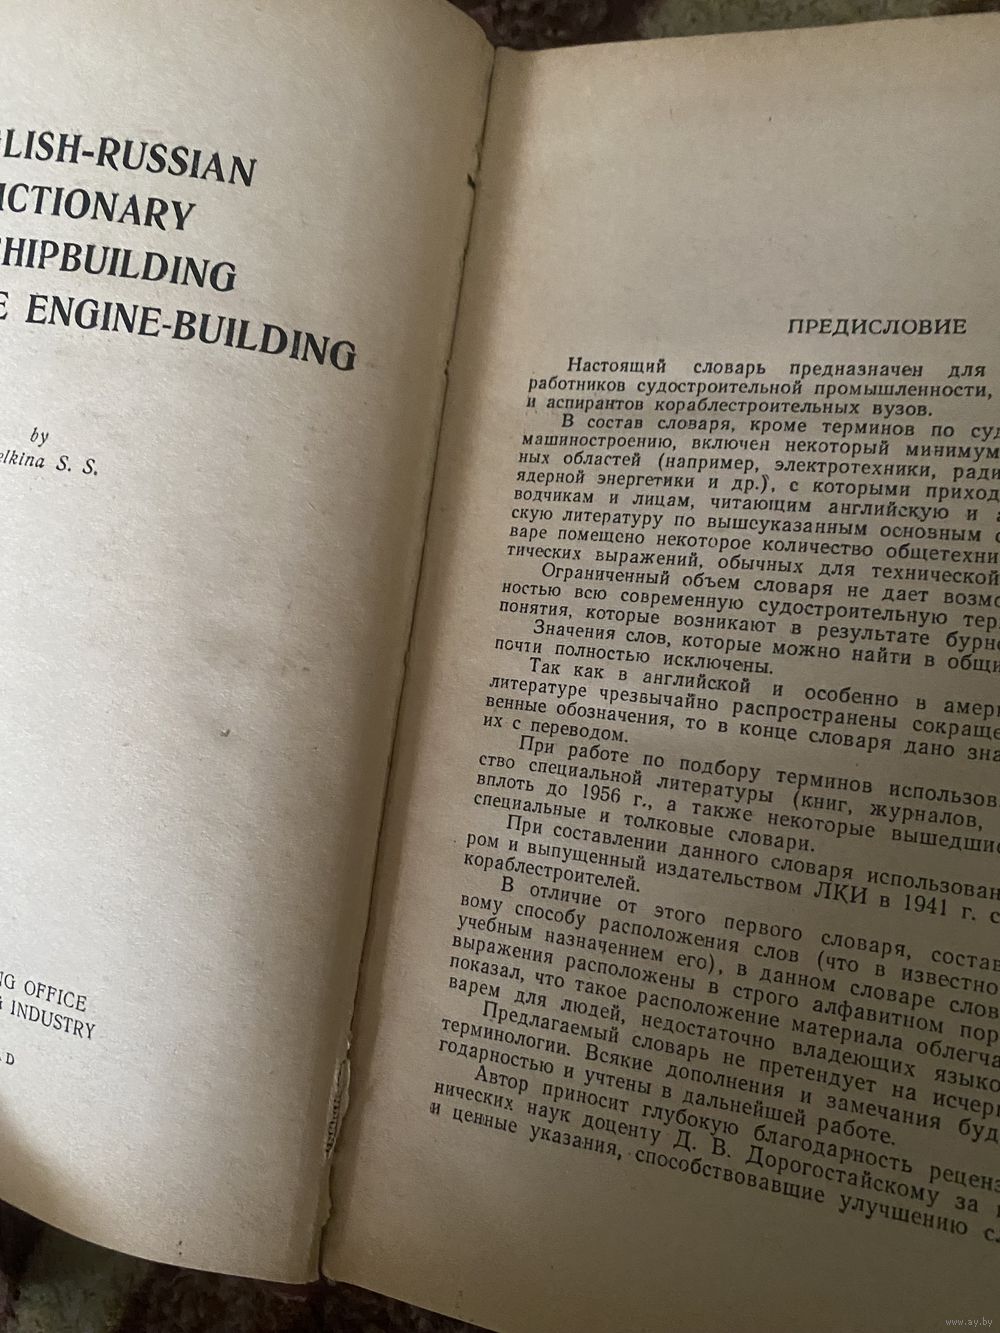 LISH-RUSSIAN
ICTIONARY
HIPBUILDING
E ENGINE-BUILDING
by
elkina S. S.
NG OFFICE
INDUSTRY
A D
ПРЕДИСЛОВИЕ
Настоящий словарь предназначен для
работников судостроительной промышленности,
и аспирантов кораблестроительных вузов.
В состав словаря, кроме терминов по суд
машиностроению, включен некоторый минимум
ных областей (например, электротехники, ради
ядерной энергетики и др.), с которыми приход
водчикам и лицам, читающим английскую и а
скую литературу по вышеуказанным основным о
варе помещено некоторое количество общетехни
тических выражений, обычных для технической
Ограниченный объем словаря не дает возмо
ностью всю современную судостроительную тер
понятия, которые возникают в результате бурно
Значения слов, которые можно найти в общи
почти полностью исключены.
Так как в английской и особенно в амери
литературе чрезвычайно распространены сокраще
венные обозначения, то в конце словаря дано зна
их с переводом.
При работе по подбору терминов использов
ство специальной литературы (книг, журналов,
вплоть до 1956 г., а также некоторые вышедшие
специальные и толковые словари.
При составлении данного словаря использован
ром и выпущенный издательством ЛКИ в 1941 г. с
кораблестроителей.
В отличие от этого первого словаря, состав
вому способу расположения слов (что в известно
учебным назначением его), в данном словаре слов
выражения расположены в строго алфавитном пор
показал, что такое расположение материала облегча
варем для людей, недостаточно владеющих языко
Предлагаемый словарь не претендует на исчерп
терминологии. Всякие дополнения и замечания буд
годарностью и учтены в дальнейшей работе.
Автор приносит глубокую благодарность реценз
нических наук доценту Д. В. Дорогостайскому за
и ценные указания, способствовавшие улучшению сл
www.ay.by